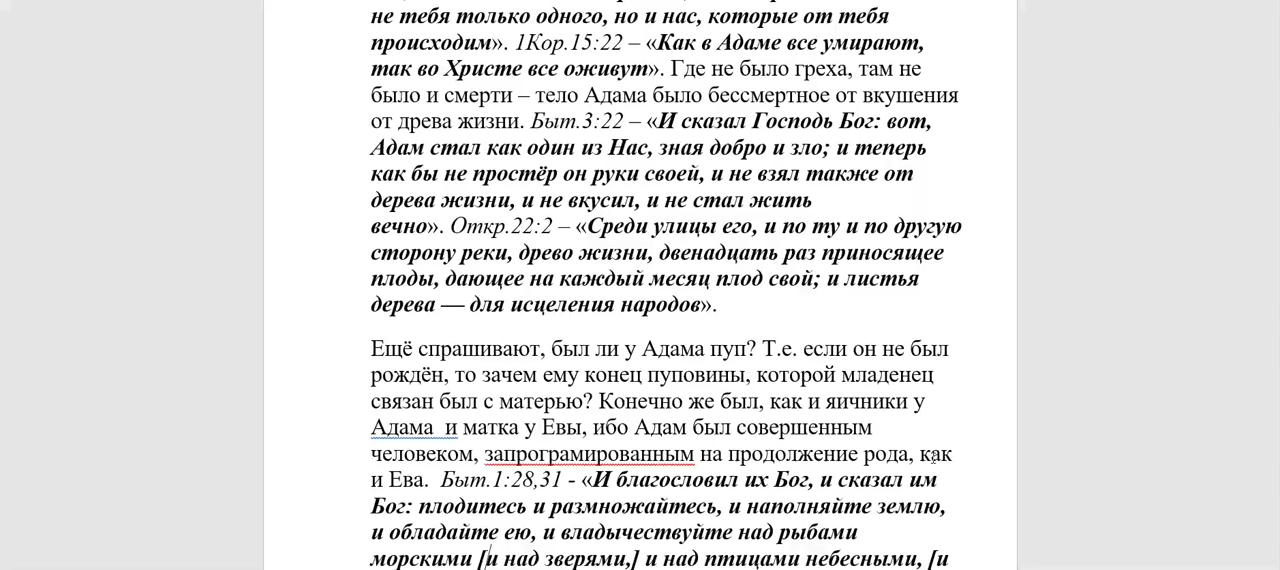 не тебя только одного, но и нас, которые от тебя
происходим». 1Кор.15:22 – «Как в Адаме все умирают,
так во Христе все оживут». Где не было греха, там не
было и смерти – тело Адама было бессмертное от вкушения
от древа жизни. Быт.3:22 – «И сказал Господь Бог: вот,
Адам стал как один из Нас, зная добро и зло; и теперь
как бы не простёр он руки своей, и не взял также от
дерева жизни, и не вкусил, и не стал жить
вечно». Откр.22:2 – «Среди улицы его, и по ту и по другую
сторону реки, древо жизни, двенадцать раз приносящее
плоды, дающее на каждый месяц плод свой; и листья
дерева — для исцеления народов».
Ещё спрашивают, был ли у Адама пуп? Т.е. если он не был
рождён, то зачем ему конец пуповины, которой младенец
связан был с матерью? Конечно же был, как и яичники у
Адама  и матка у Евы, ибо Адам был совершенным
человеком, запрограмированным на продолжение рода, как
и Ева.  Быт.1:28,31 - «И благословил их Бог, и сказал им
Бог: плодитесь и размножайтесь, и наполняйте землю,
и обладайте ею, и владычествуйте над рыбами
морскими [и над зверями,] и над птицами небесными, [и